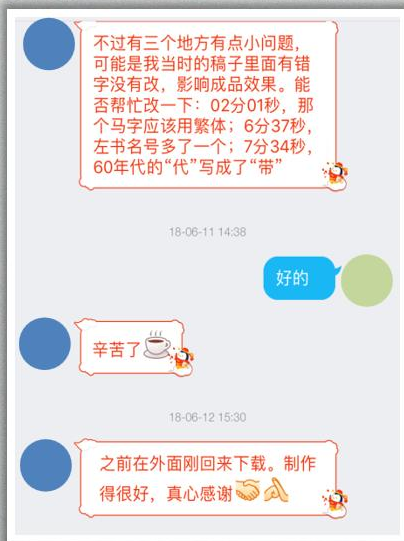 不过有三个地方有点小问题，
可能是我当时的稿子里面有错
字没有改，影响成品效果。能
否帮忙改一下：02分01秒，那
个马字应该用繁体；6分37秒，
左书名号多了一个；7分34秒，
60年代的“代”写成了“带”
18-06-11 14:38
好的
辛苦了
18-06-12 15:30
之前在外面刚回来下载。制作
得很好，真心感谢